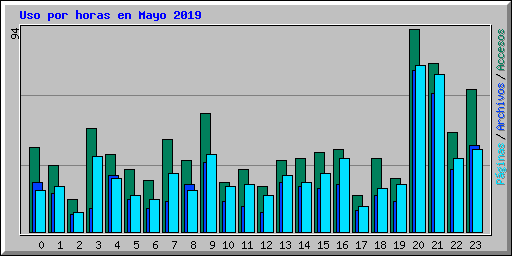 Uso por horas en Mayo 2019
94
Páginas / Archivos / Accesos
0 1 2 3 4 5 6 7 8 9 10 11 12 13 14 15 16 17 18 19 20 21 22 23